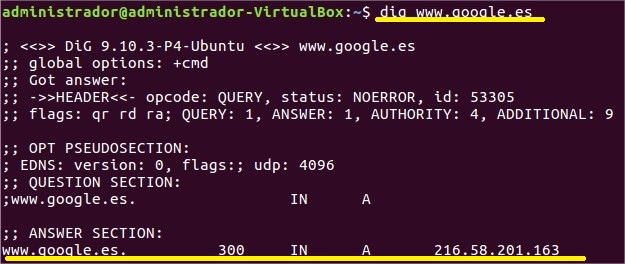 administrador@administrador-VirtualBox:~$ dig www.google.es
; <<>> DiG 9.10.3-P4-Ubuntu <<>> www.google.es
;; global options: +cmd
;; Got answer:
;; ->>HEADER<<- opcode: QUERY, status: NOERROR, id: 53305
;; flags: qr rd ra; QUERY: 1, ANSWER: 1, AUTHORITY: 4, ADDITIONAL: 9
;; OPT PSEUDOSECTION:
; EDNS: version: 0, flags:; udp: 4096
;; QUESTION SECTION:
;www.google.es. IN A
;; ANSWER SECTION:
www.google.es. 300 IN A 216.58.201.163